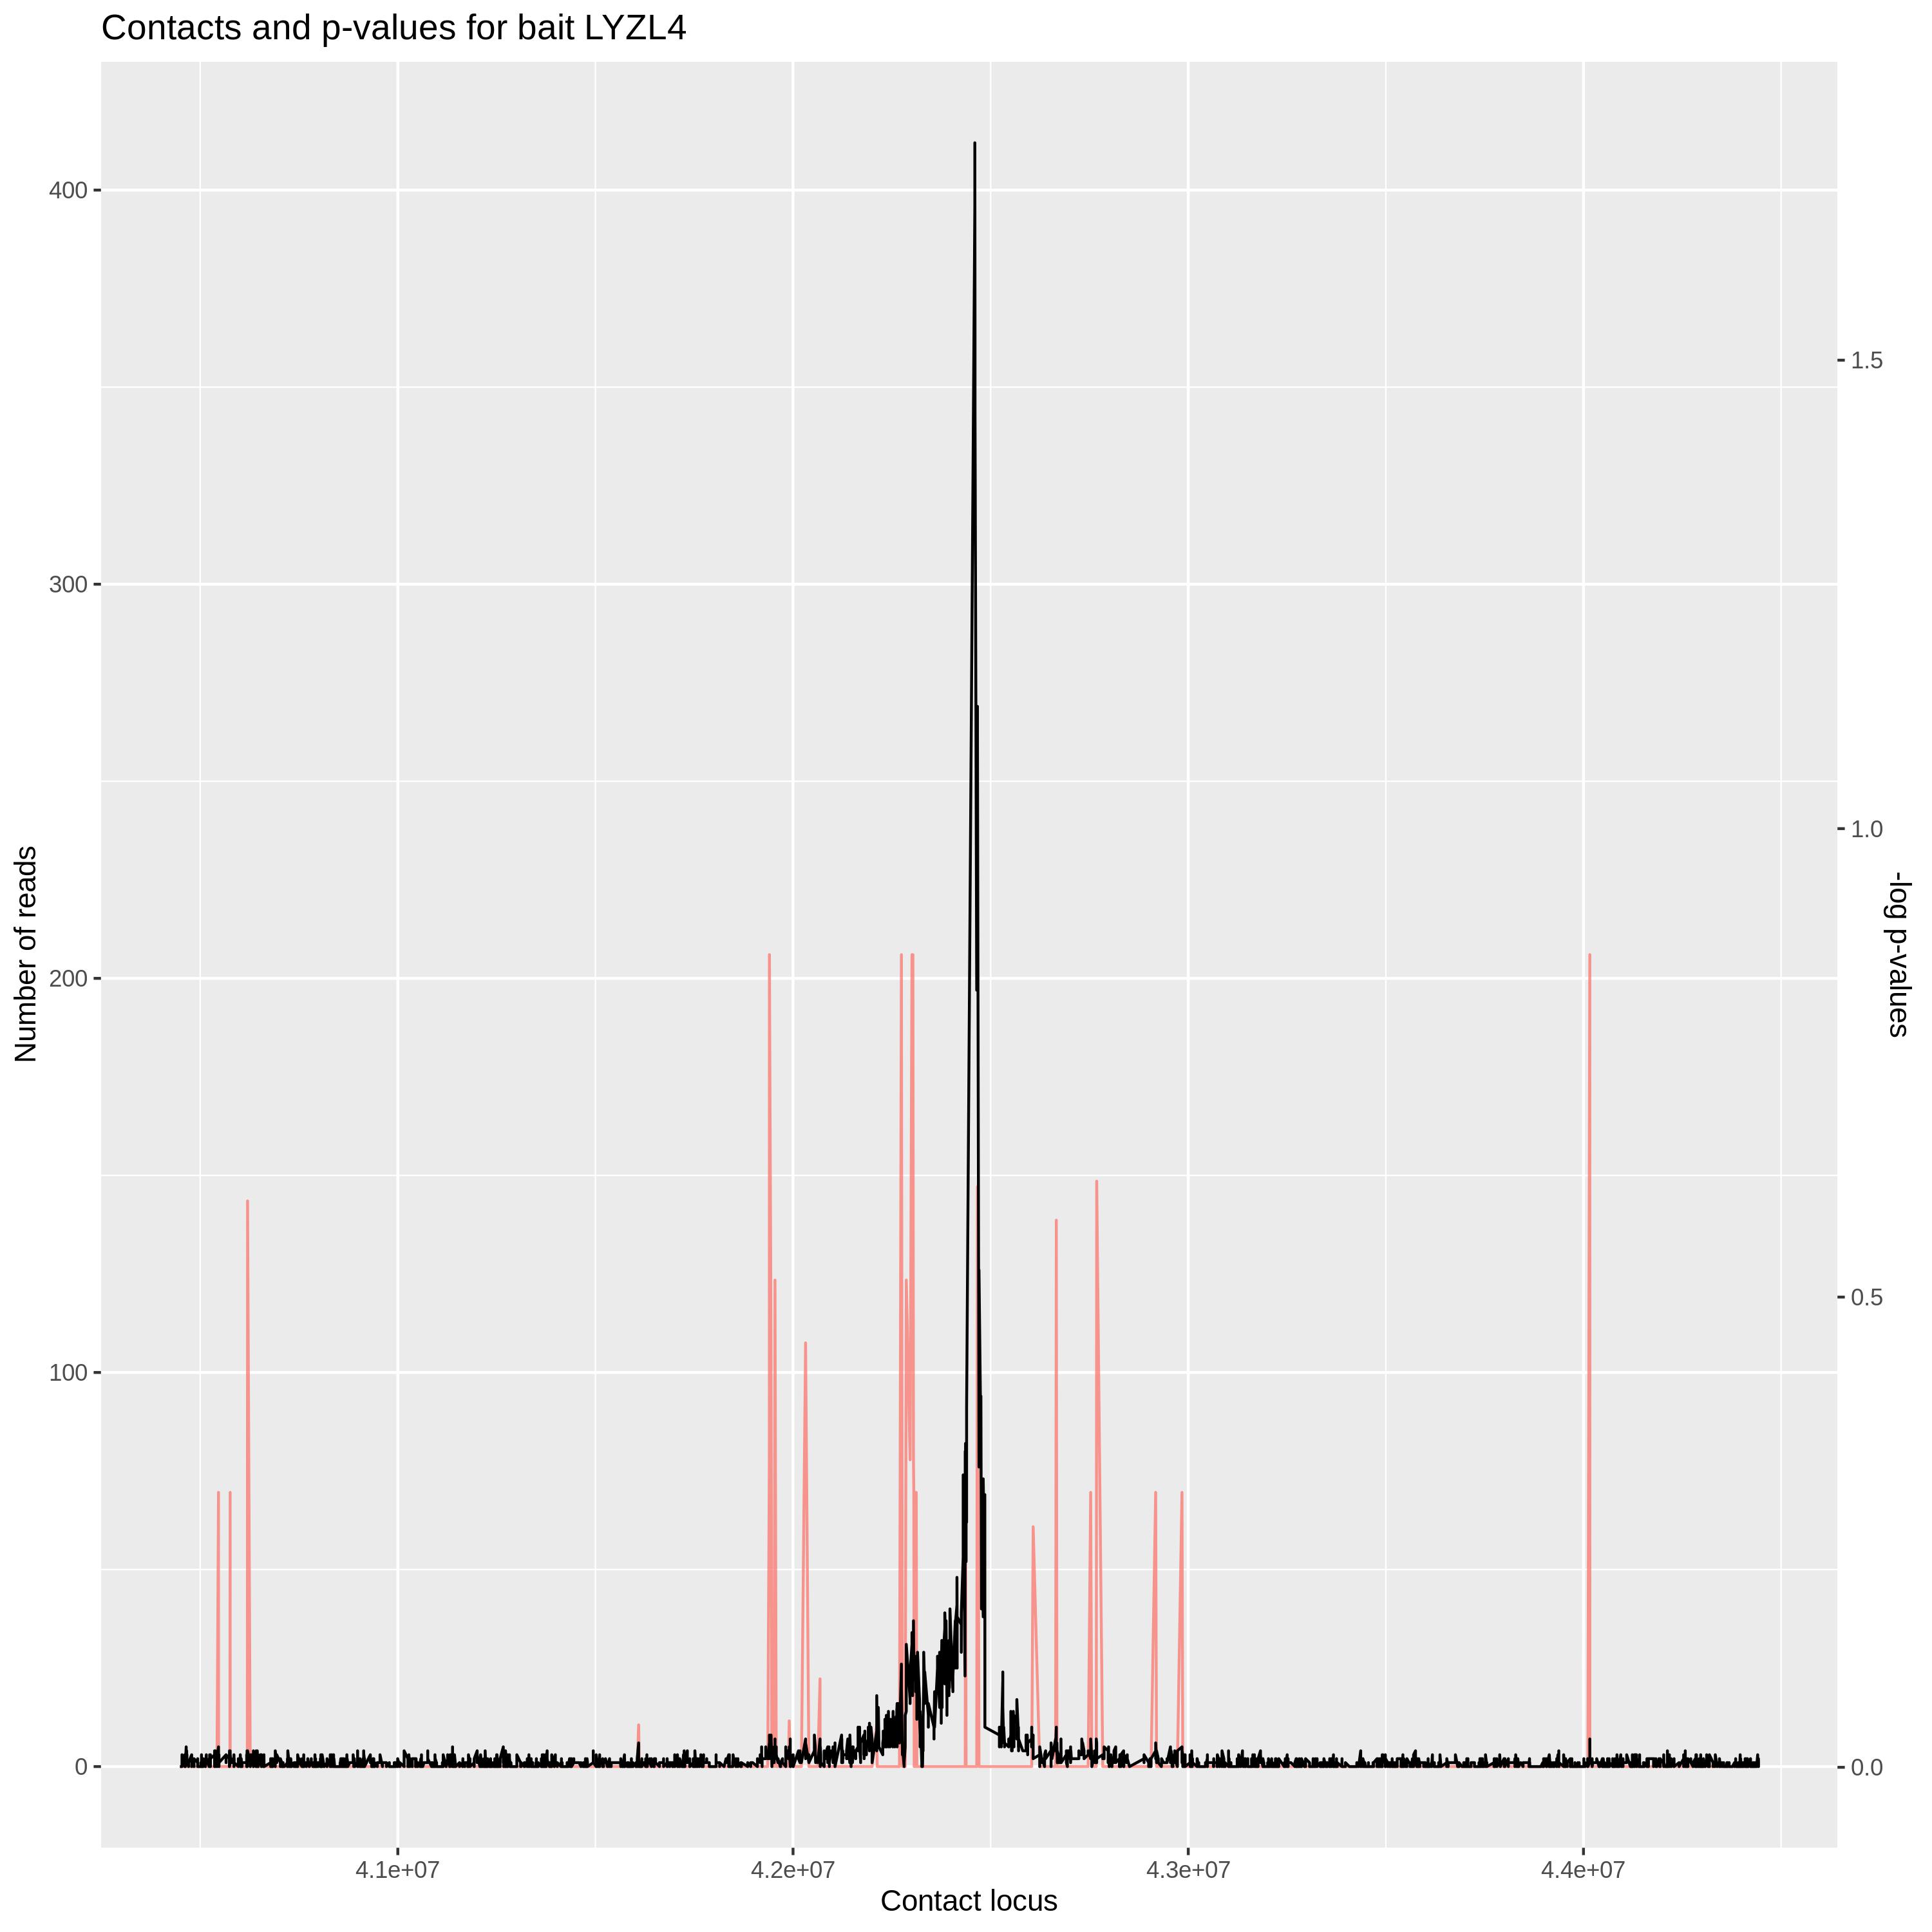 Contacts and p-values for bait LYZL4
Number of reads
400
300
200
100
0
1.5
1.0
0.5
0.0
-log p-values
4.1e+07
4.2e+07
4.3e+07
4.4e+07
Contact locus